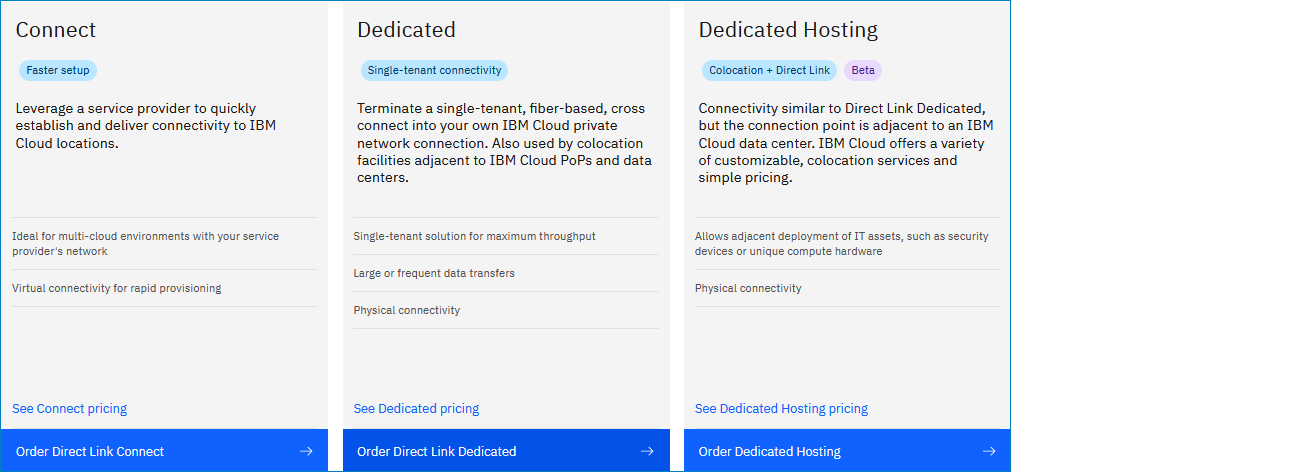 Connect
Faster setup
Leverage a service provider to quickly
establish and deliver connectivity to IBM
Cloud locations.
Ideal for multi-cloud environments with your service
provider's network
Virtual connectivity for rapid provisioning
See Connect pricing
Order Direct Link Connect
Dedicated
Single-tenant connectivity
Terminate a single-tenant, fiber-based, cross
connect into your own IBM Cloud private
network connection. Also used by colocation
facilities adjacent to IBM Cloud PoPs and data
centers.
Single-tenant solution for maximum throughput
Large or frequent data transfers
Physical connectivity
See Dedicated pricing
Order Direct Link Dedicated
Dedicated Hosting
Colocation + Direct Link
Beta
Connectivity similar to Direct Link Dedicated,
but the connection point is adjacent to an IBM
Cloud data center. IBM Cloud offers a variety
of customizable, colocation services and
simple pricing.
Allows adjacent deployment of IT assets, such as security
devices or unique compute hardware
Physical connectivity
See Dedicated Hosting pricing
Order Dedicated Hosting